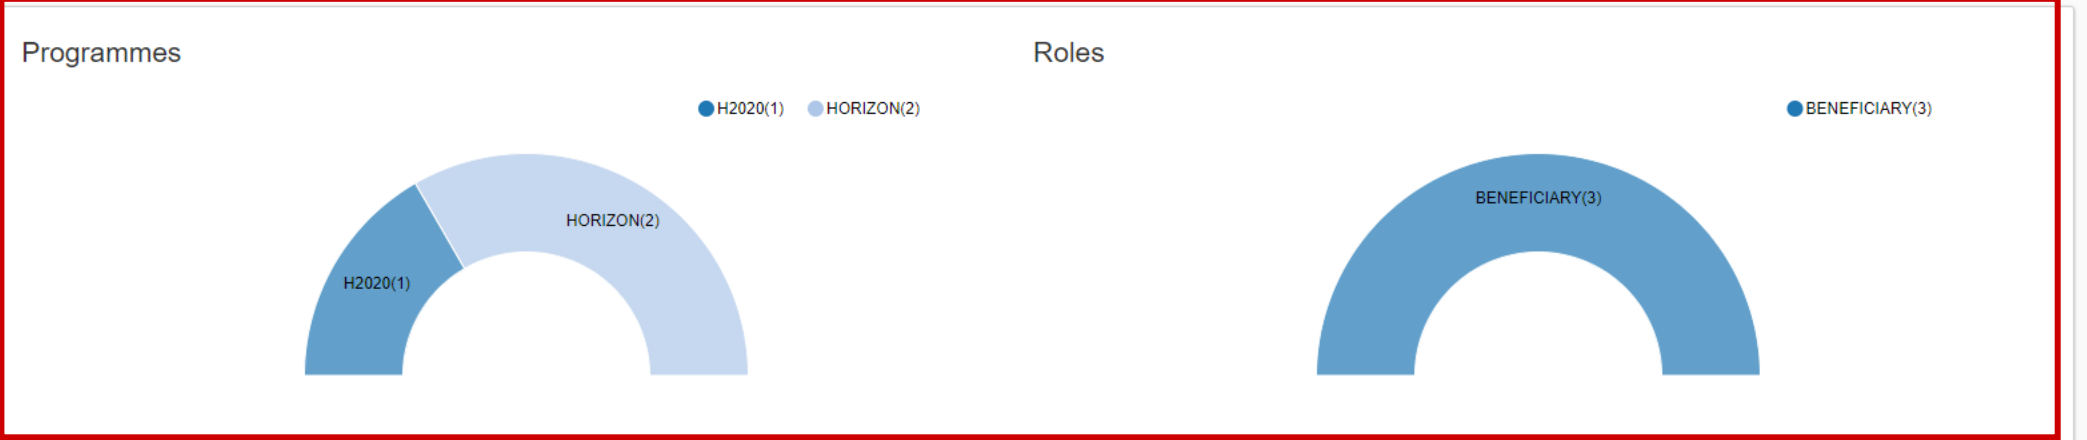 Programmes
H2020(1) HORIZON(2)
HORIZON(2)
H2020(1)
Roles
BENEFICIARY(3)
BENEFICIARY(3)